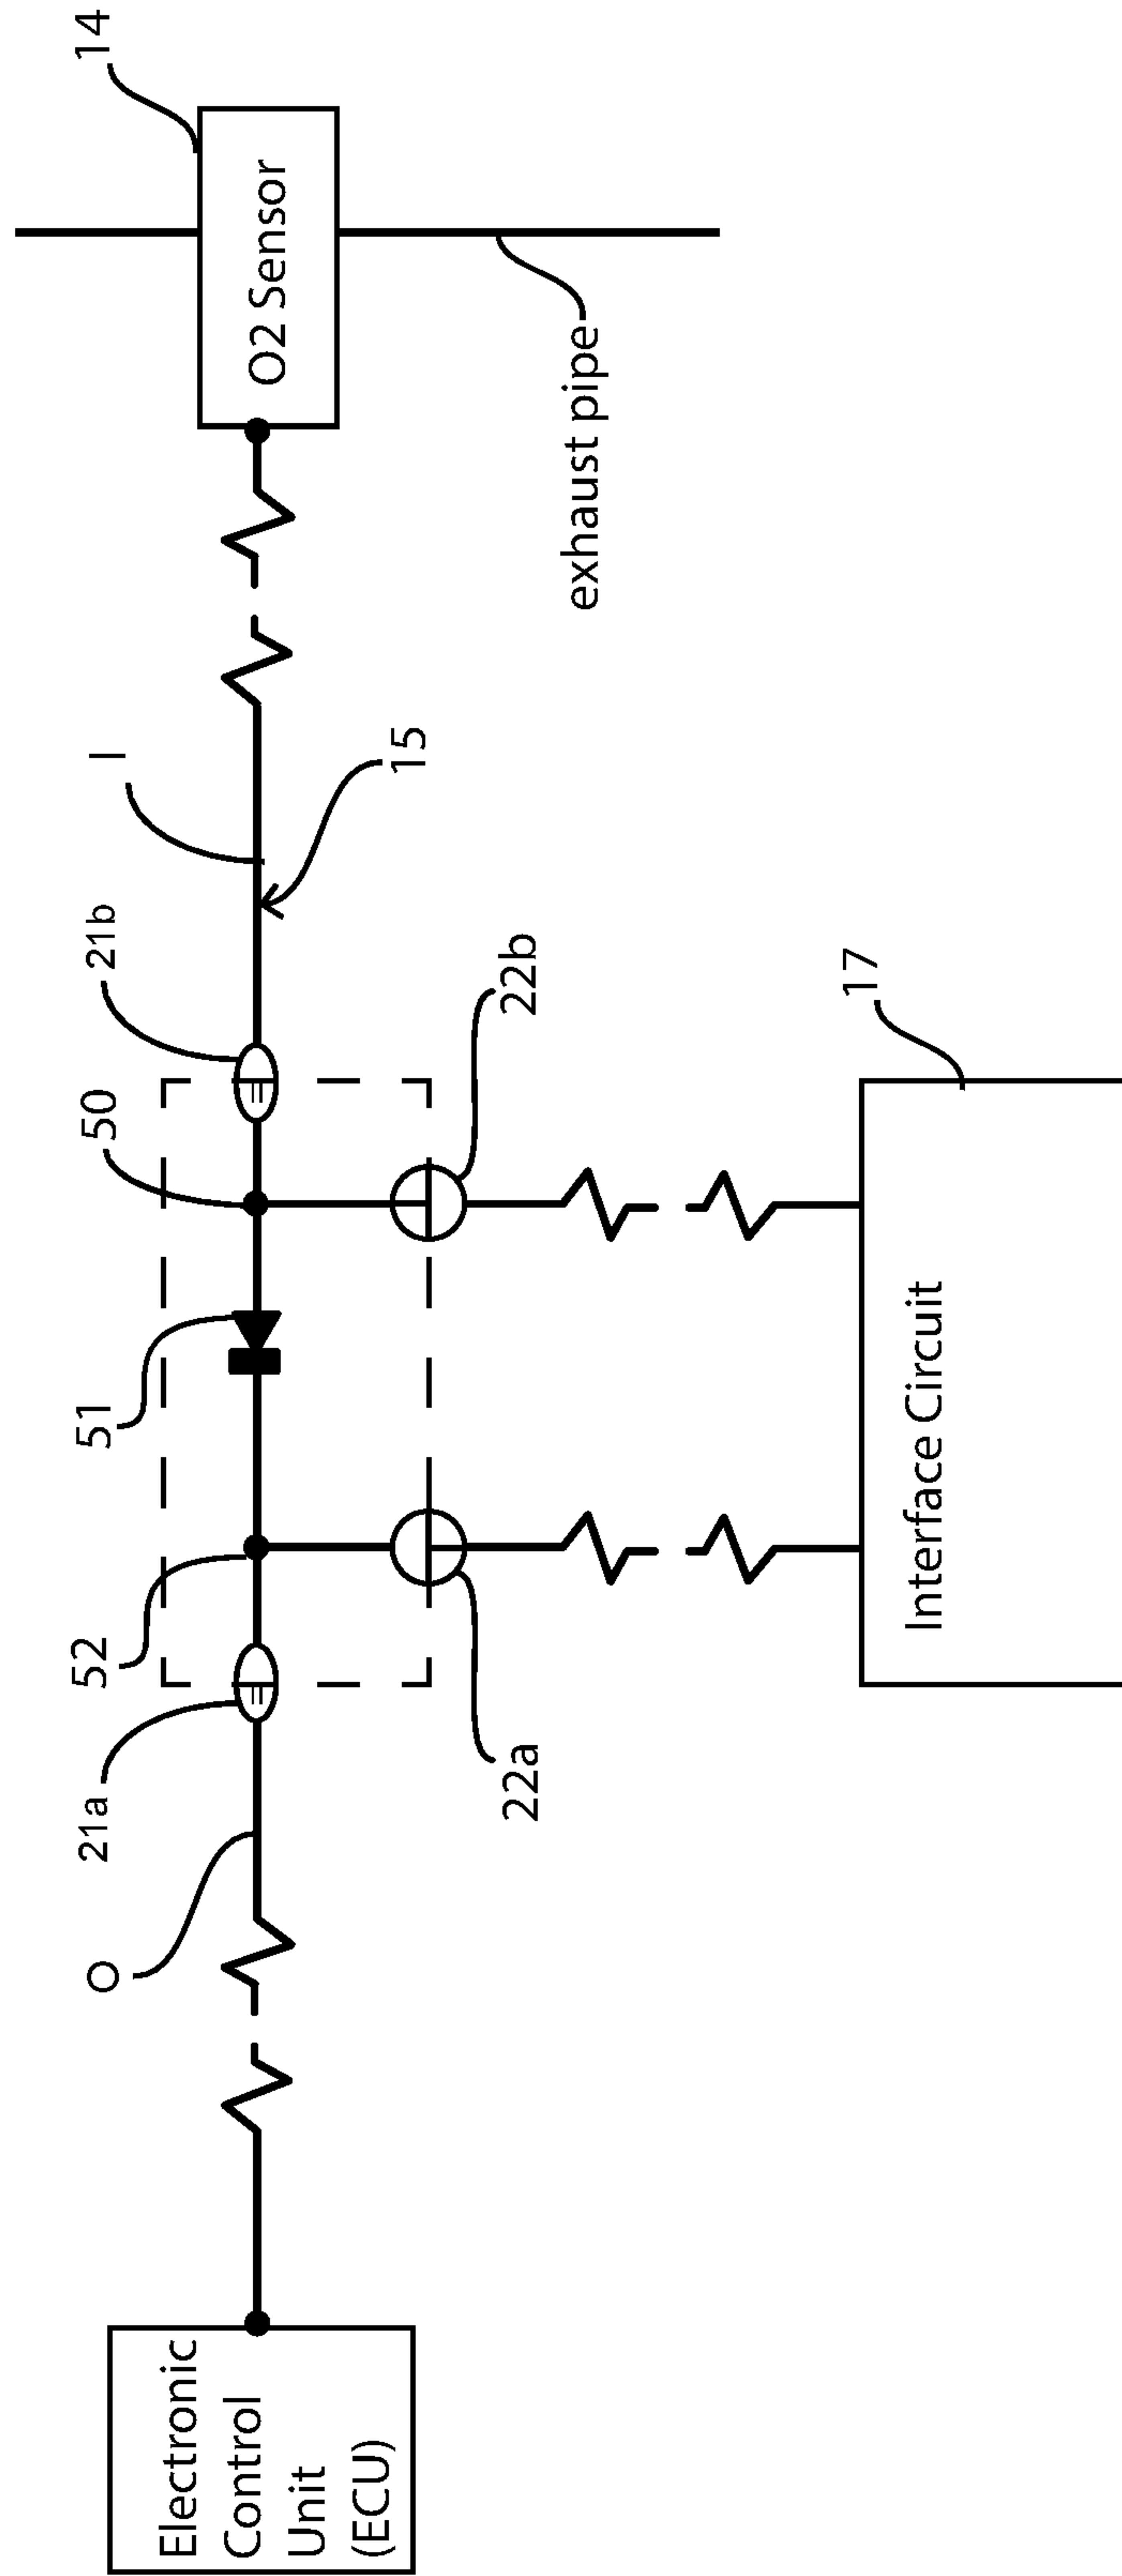 14
O2 Sensor
exhaust pipe
I
15
21b
50
22b
17
51
52
22a
21a
O
Interface Circuit
Electronic
Control
Unit
(ECU)